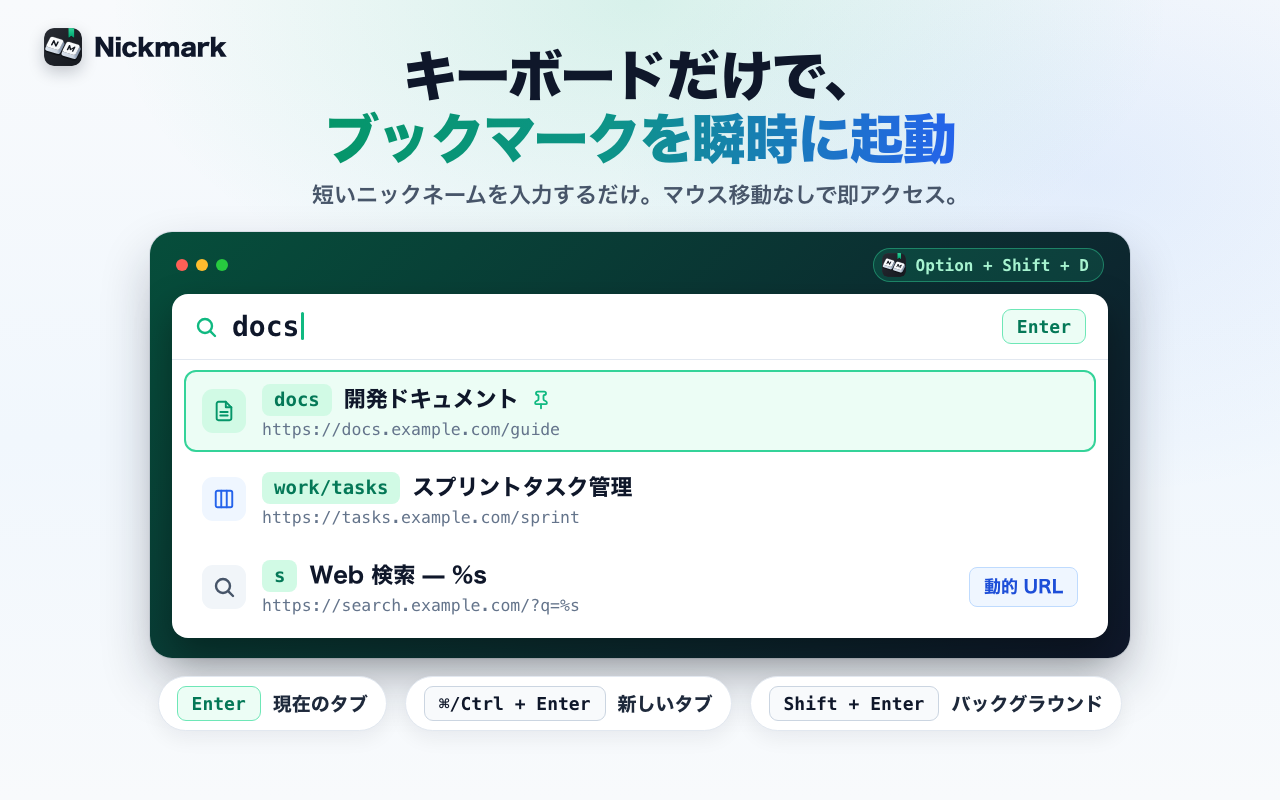 Nickmark
キーボードだけで、
ブックマークを瞬時に起動
短いニックネームを入力するだけ。マウス移動なしで即アクセス。
N M Option + Shift + D
docs Enter
docs 開発ドキュメント
https://docs.example.com/guide
work/tasks スプリントタスク管理
https://tasks.example.com/sprint
s Web 検索 — %s
https://search.example.com/?q=%s
動的 URL
Enter 現在のタブ
⌘/Ctrl + Enter 新しいタブ
Shift + Enter バックグラウンド